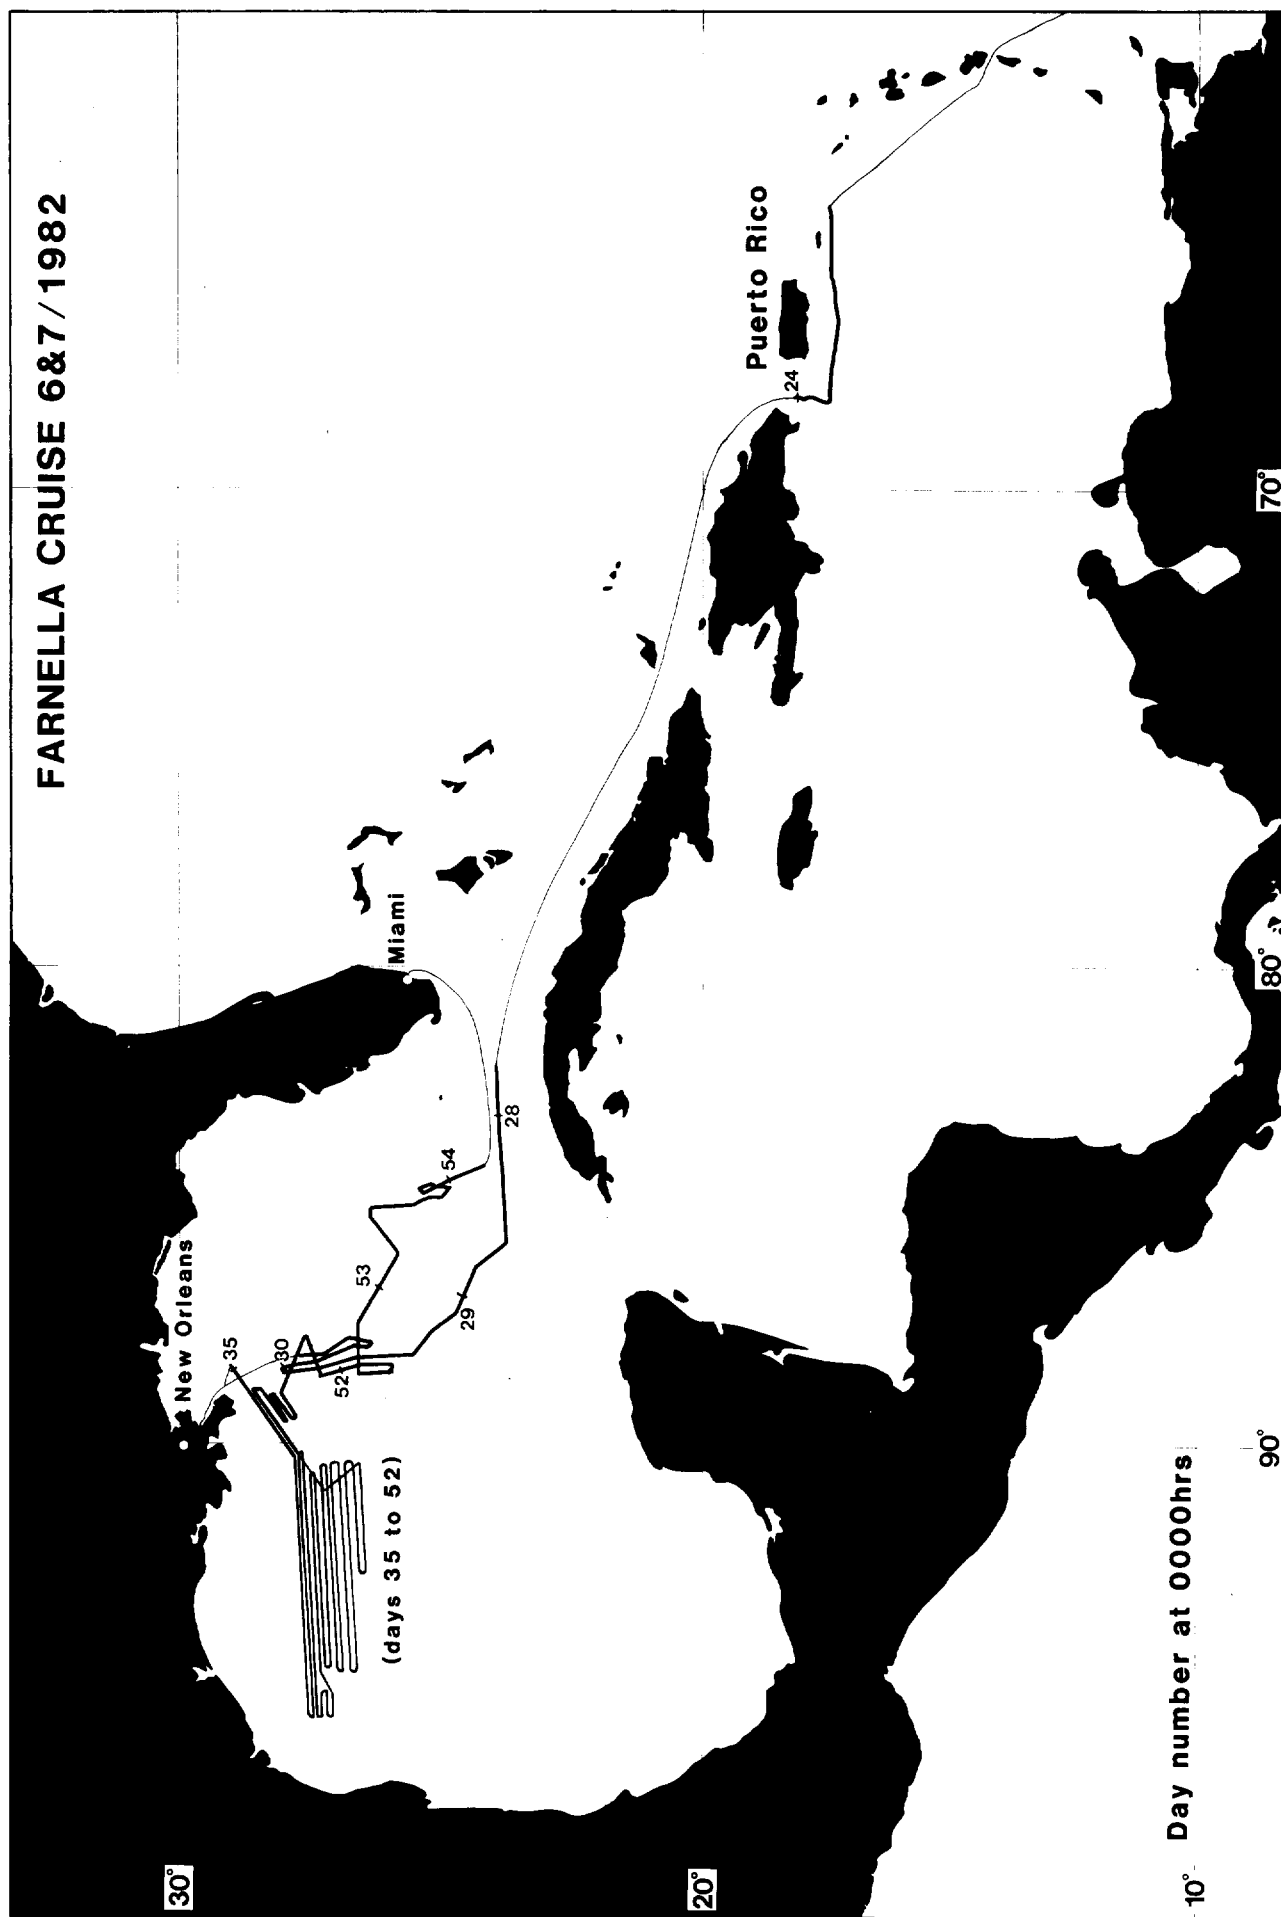 FARNELLA CRUISE 6&7/1982
30°
New Orleans
35
30
52
53
54
(days 35 to 52)
29
28
Miami
20°
Puerto Rico
24
Day number at 0000hrs
10°
90°
80°
70°